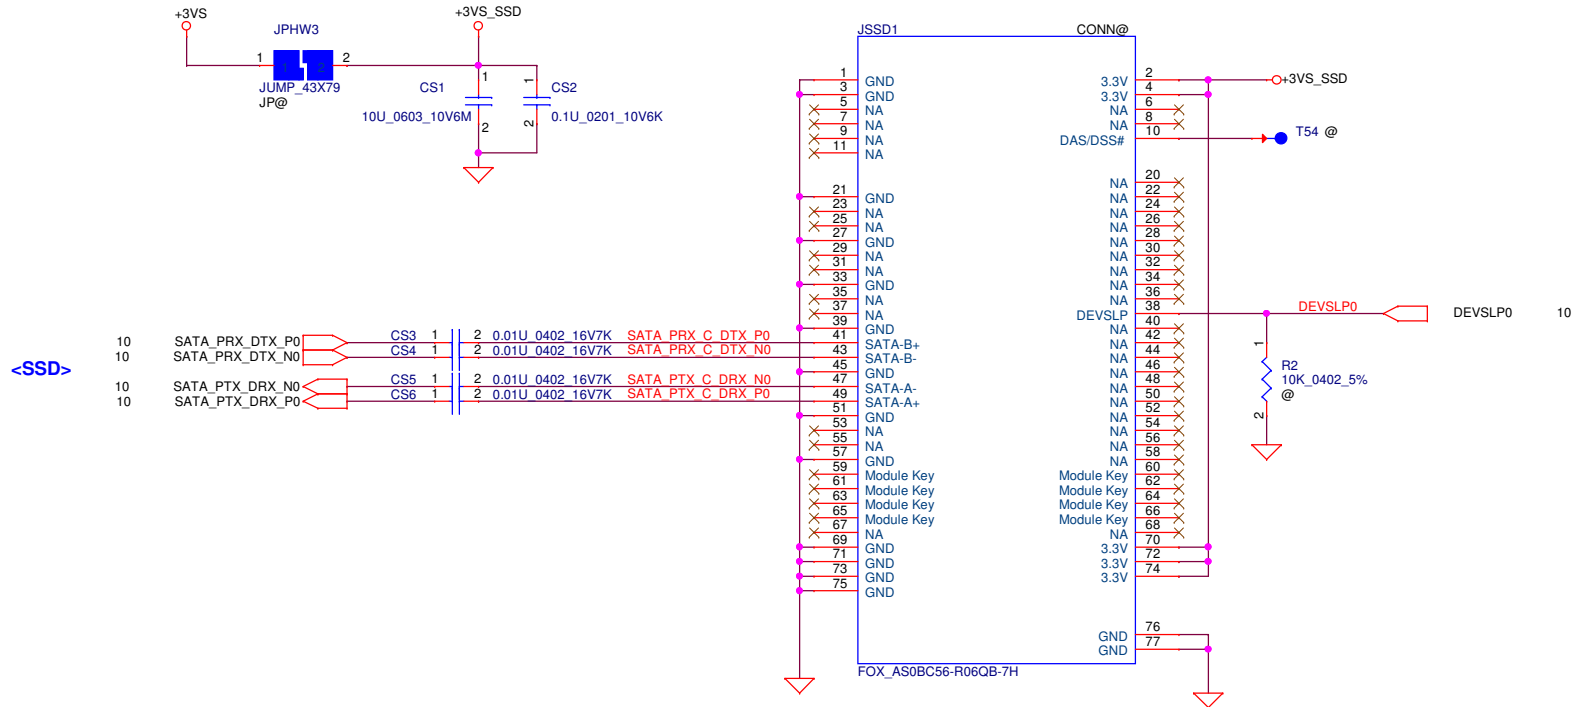 +3VS
+3VS_SSD
JPHW3
1 2
1 2
JUMP_43X79
JP@
CS1
1
10U_0603_10V6M
2
1
CS2
0.1U_0201_10V6K
2
JSSD1 CONN@
1 GND 3.3V 2 +3VS_SSD
3 GND 3.3V 4
5 NA NA 6
7 NA NA 8
9 NA DAS/DSS# 10 T54 @
11 NA
NA 20
21 GND NA 22
23 NA NA 24
25 NA NA 26
27 GND NA 28
29 NA NA 30
31 NA NA 32
33 GND NA 34
35 NA NA 36
37 NA DEVSLP 38 DEVSLP0 DEVSLP0 10
39 GND NA 40
10 SATA_PRX_DTX_P0 CS3 1 2 0.01U_0402_16V7K SATA_PRX_C_DTX_P0 41 SATA-B+ NA 42
10 SATA_PRX_DTX_N0 CS4 1 2 0.01U_0402_16V7K SATA_PRX_C_DTX_N0 43 SATA-B- NA 44
45 GND NA 46
<SSD>
10 SATA_PTX_DRX_N0 CS5 1 2 0.01U_0402_16V7K SATA_PTX_C_DRX_N0 47 SATA-A- NA 48
10 SATA_PTX_DRX_P0 CS6 1 2 0.01U_0402_16V7K SATA_PTX_C_DRX_P0 49 SATA-A+ NA 50
1
R2
10K_0402_5%
@
2
51 GND NA 52
53 NA NA 54
55 NA NA 56
57 GND NA 58
59 Module Key Module Key 60
61 Module Key Module Key 62
63 Module Key Module Key 64
65 Module Key Module Key 66
67 NA NA 68
69 GND 3.3V 70
71 GND 3.3V 72
73 GND 3.3V 74
75 GND
GND 76
GND 77
FOX_AS0BC56-R06QB-7H